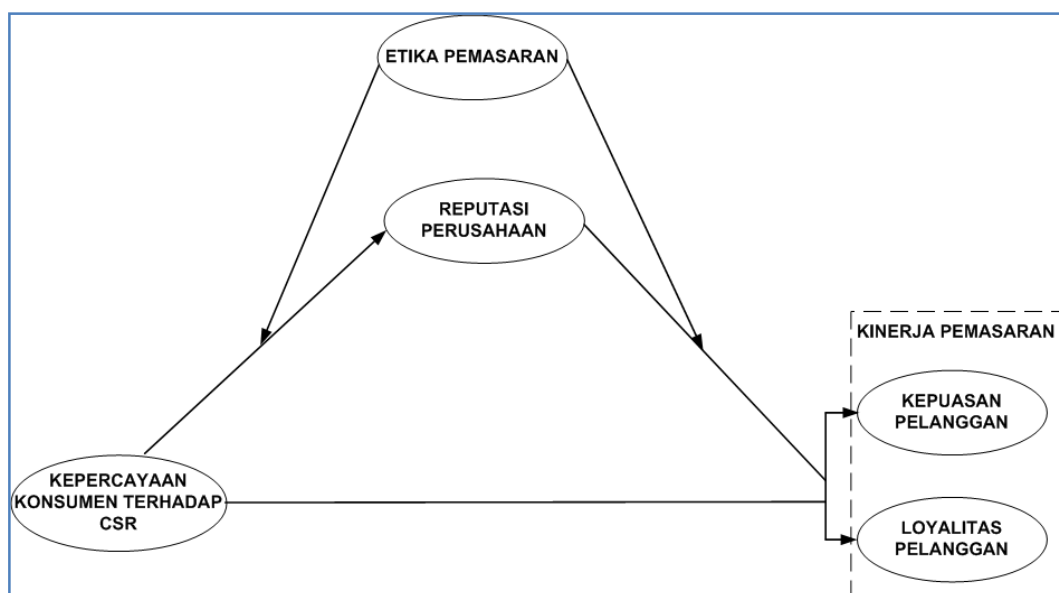 ETIKA PEMASARAN
REPUTASI
PERUSAHAAN
KINERJA PEMASARAN
KEPUASAN
PELANGGAN
KEPERCAYAAN
KONSUMEN TERHADAP
CSR
LOYALITAS
PELANGGAN